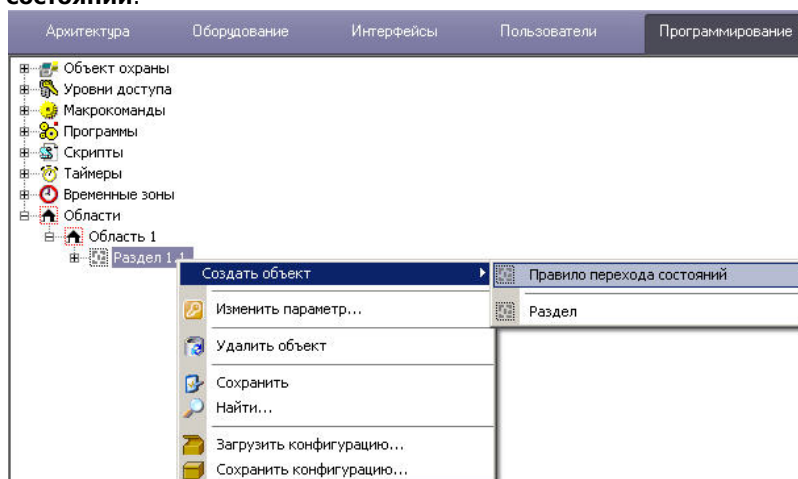 состояний.
Архитектура Оборудование Интерфейсы Пользователи Программирование
Объект охраны
Уровни доступа
Макрокоманды
Программы
Скрипты
Таймеры
Временные зоны
Области
Область 1
Раздел 1.1
Создать объект
Правило перехода состояний
Изменить параметр...
Раздел
Удалить объект
Сохранить
Найти...
Загрузить конфигурацию...
Сохранить конфигурацию...